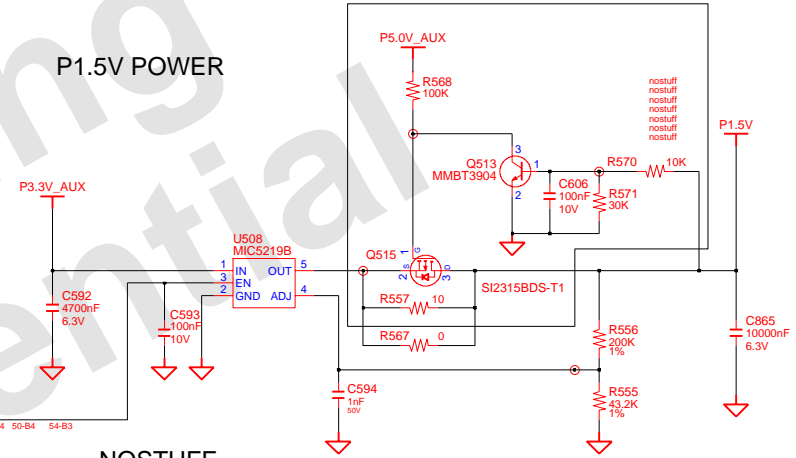 P1.5V POWER
P5.0V_AUX
R568
100K
nostuff
nostuff
nostuff
nostuff
nostuff
nostuff
P1.5V
3
Q513
MMBT3904
1
2
C606
100nF
10V
R570
10K
R571
30K
P3.3V_AUX
U508
MIC5219B
1
IN
OUT
5
3
EN
2
GND
ADJ
4
Q515
1
G
2
S
3
D
SI2315BDS-T1
C592
4700nF
6.3V
C593
100nF
10V
R557
10
R567
0
R556
200K
1%
C865
10000nF
6.3V
C594
1nF
50V
R555
43.2K
1%
4 50-B4 54-B3